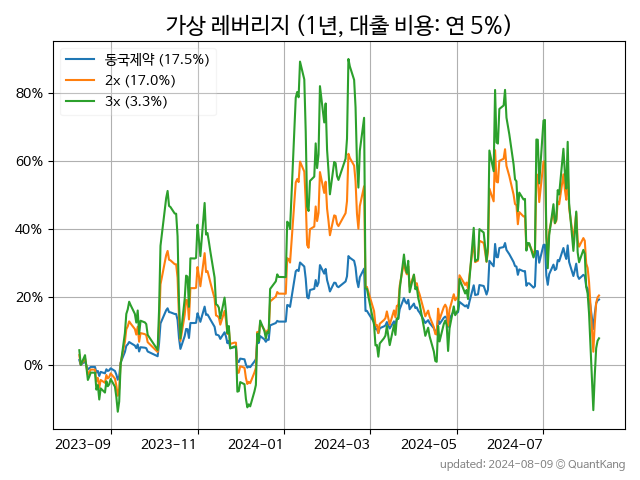 가상 레버리지 (1년, 대출 비용: 연 5%)
동국제약 (17.5%)
2x (17.0%)
3x (3.3%)
80%
60%
40%
20%
0%
2023-09 2023-11 2024-01 2024-03 2024-05 2024-07
updated: 2024-08-09 © QuantKang